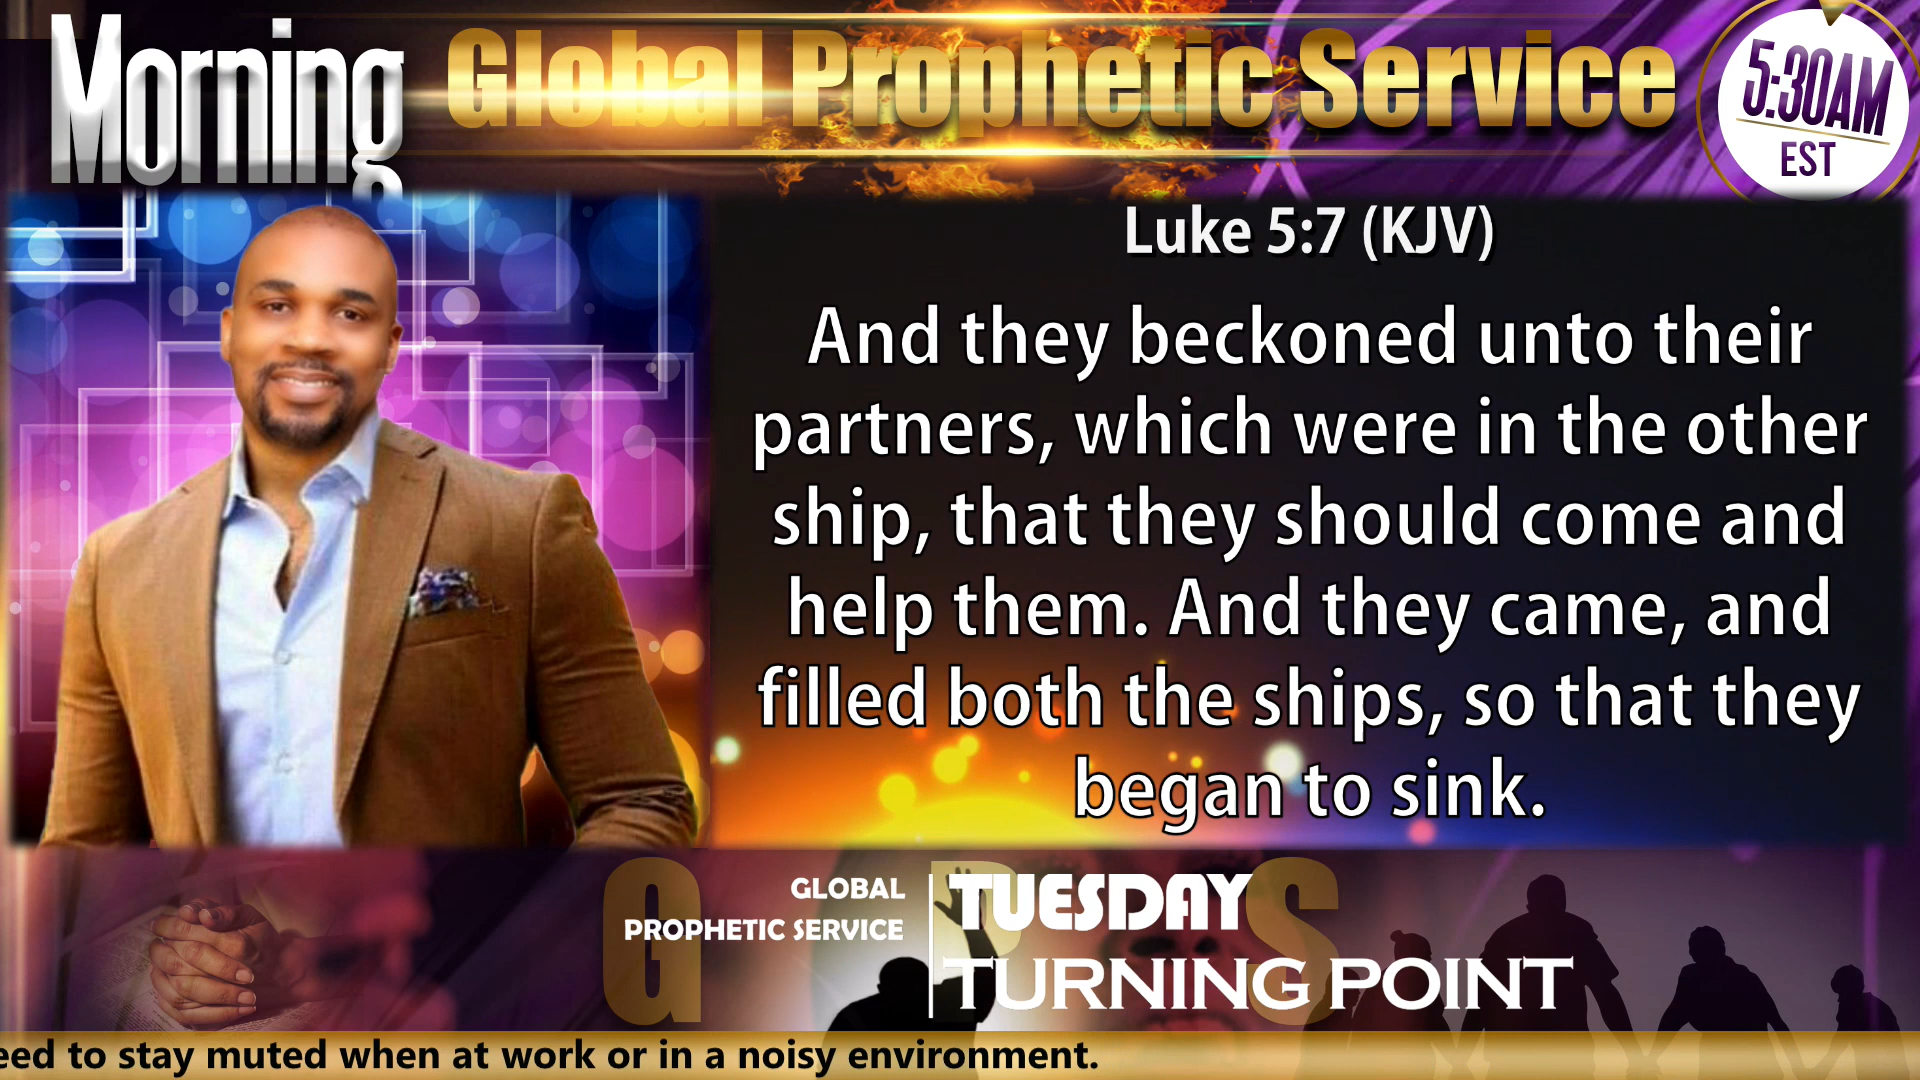 Morning
Global Prophetic Service
5:30AM
EST
Luke 5:7 (KJV)
And they beckoned unto their
partners, which were in the other
ship, that they should come and
help them. And they came, and
filled both the ships, so that they
began to sink.
G P S
GLOBAL
PROPHETIC SERVICE
TUESDAY
TURNING POINT
eed to stay muted when at work or in a noisy environment.